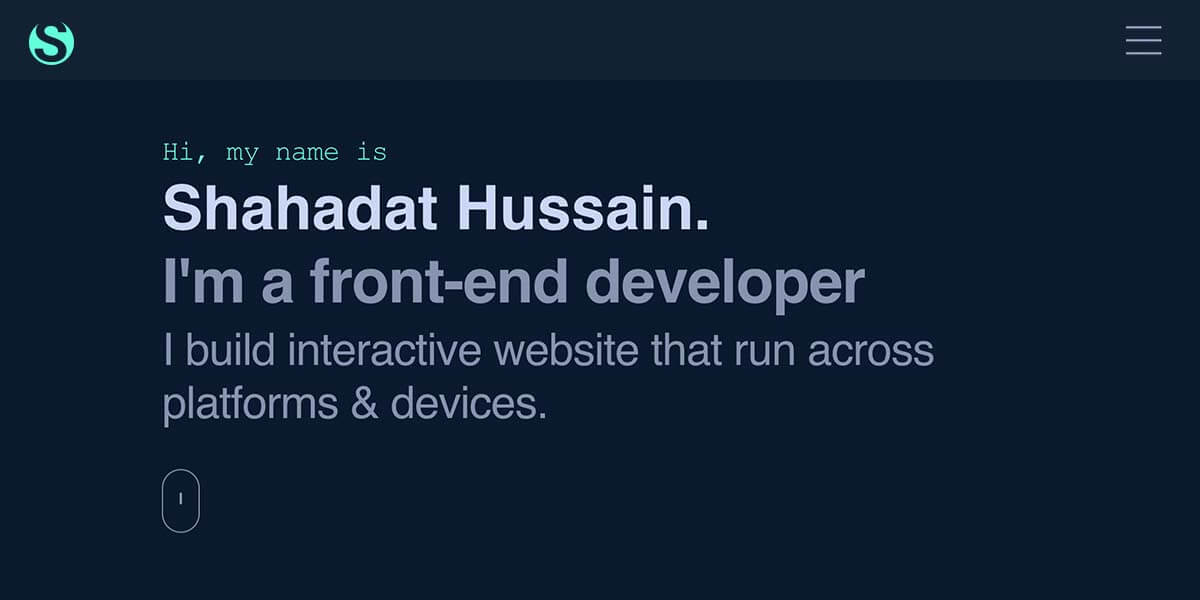 S
Hi, my name is
Shahadat Hussain.
I'm a front-end developer
I build interactive website that run across
platforms & devices.